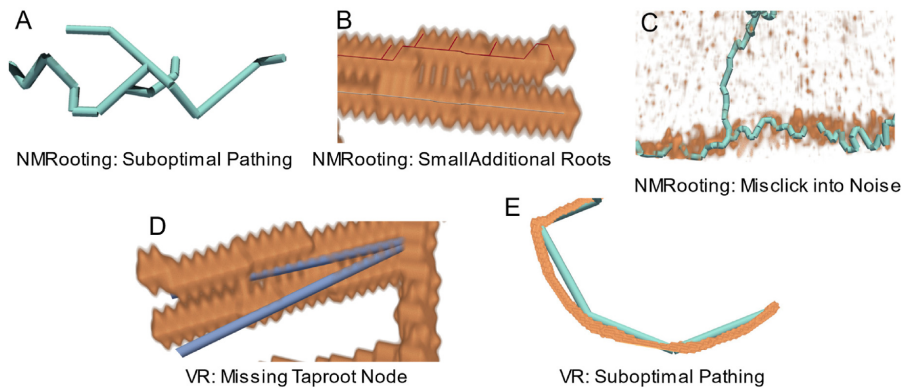 A
NMRooting: Suboptimal Pathing
B
NMRooting: SmallAdditional Roots
C
NMRooting: Misclick into Noise
D
VR: Missing Taproot Node
E
VR: Suboptimal Pathing